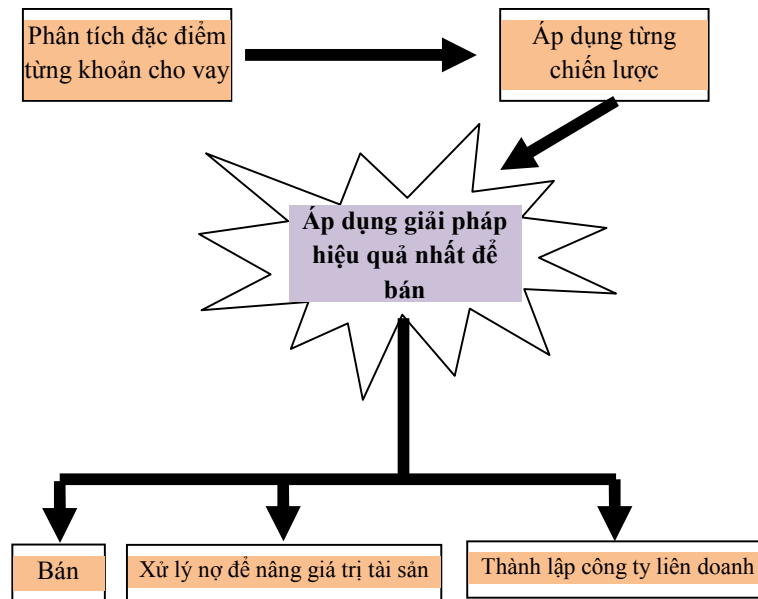 Phân tích đặc điểm
từng khoản cho vay
Áp dụng từng
chiến lược
Áp dụng giải pháp
hiệu quả nhất để
bán
Bán
Xử lý nợ để nâng giá trị tài sản
Thành lập công ty liên doanh